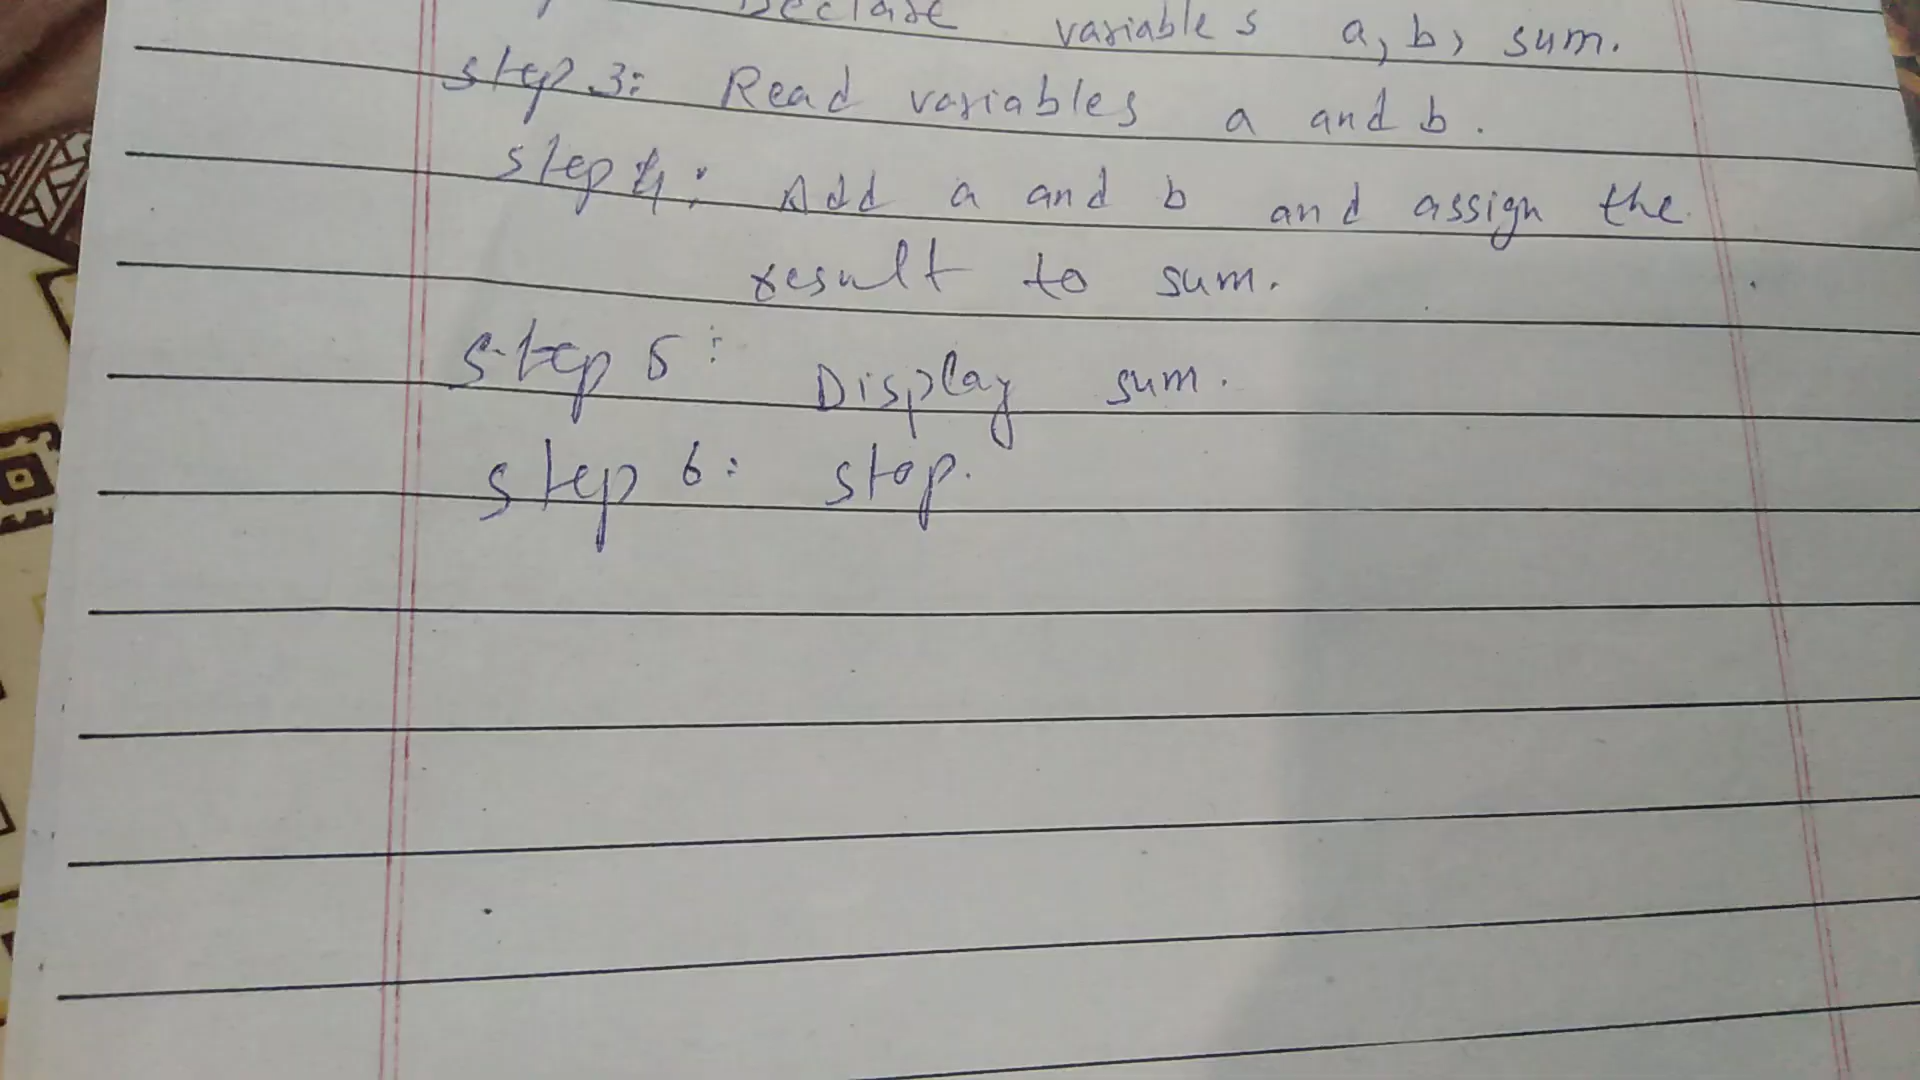 Declare variables a, b, sum.
step 3: Read variables a and b.
step 4: Add a and b and assign the
result to sum.
step 5: Display sum.
step 6: stop.